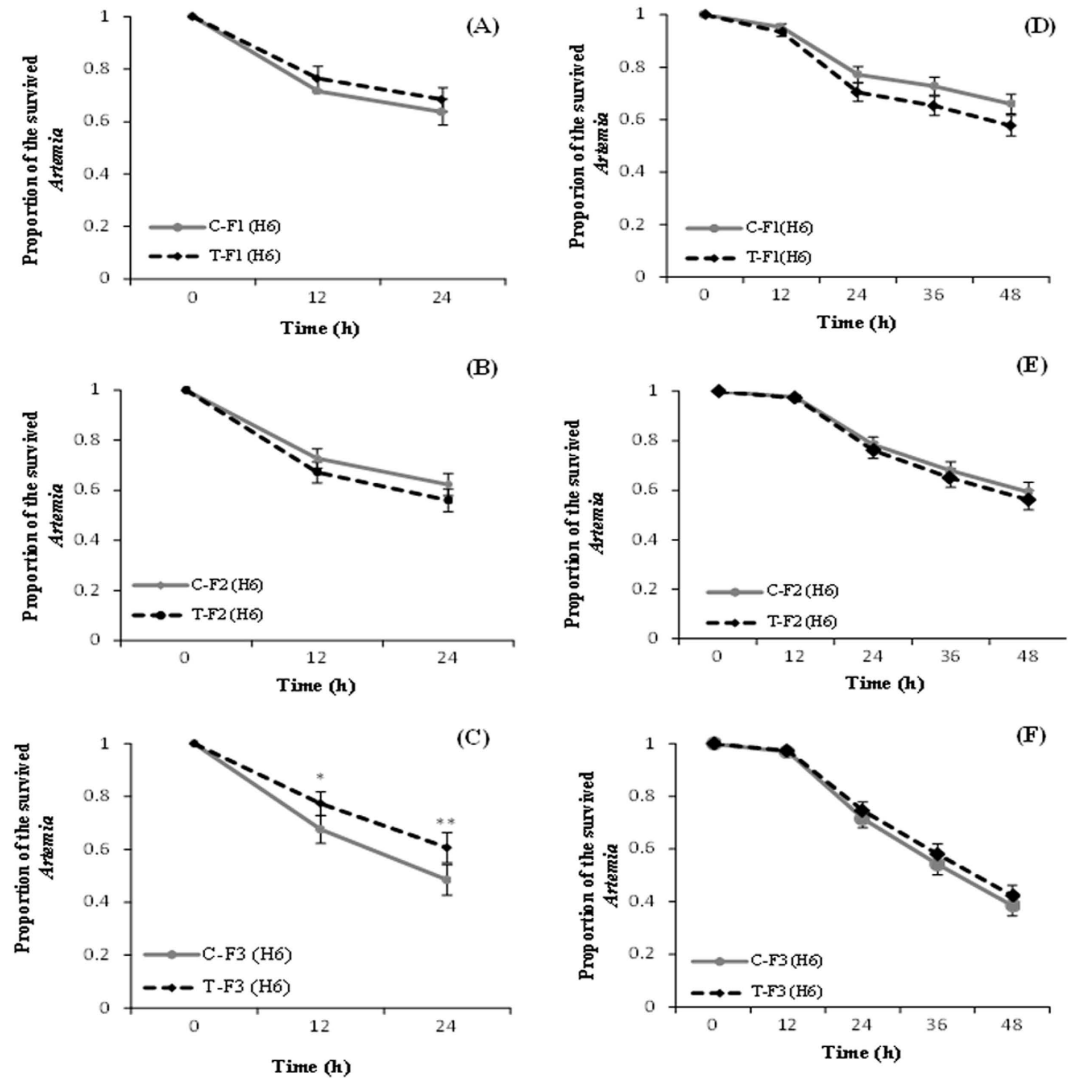 (A)
Proportion of the survived
Artemia
1
0.8
0.6
0.4
0.2
0
C-F1 (H6)
T-F1 (H6)
0 12 24
Time (h)
(D)
Proportion of the survived
Artemia
1
0.8
0.6
0.4
0.2
0
C-F1(H6)
T-F1(H6)
0 12 24 36 48
Time (h)
(B)
Proportion of the survived
Artemia
1
0.8
0.6
0.4
0.2
0
C-F2 (H6)
T-F2 (H6)
0 12 24
Time (h)
(E)
Proportion of the survived
Artemia
1
0.8
0.6
0.4
0.2
0
C-F2 (H6)
T-F2 (H6)
0 12 24 36 48
Time (h)
(C)
Proportion of the survived
Artemia
1
0.8
0.6
0.4
0.2
0
*
**
C-F3 (H6)
T-F3 (H6)
0 12 24
Time (h)
(F)
Proportion of the survived
Artemia
1
0.8
0.6
0.4
0.2
0
C-F3 (H6)
T-F3 (H6)
0 12 24 36 48
Time (h)